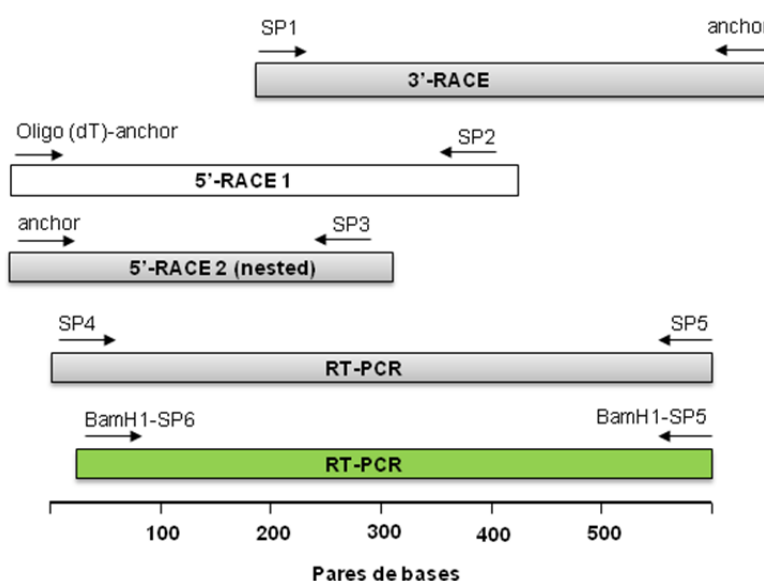 SP1 anchor
3’-RACE
Oligo (dT)-anchor SP2
5’-RACE 1
anchor SP3
5’-RACE 2 (nested)
SP4 SP5
RT-PCR
BamH1-SP6 BamH1-SP5
RT-PCR
100 200 300 400 500
Pares de bases